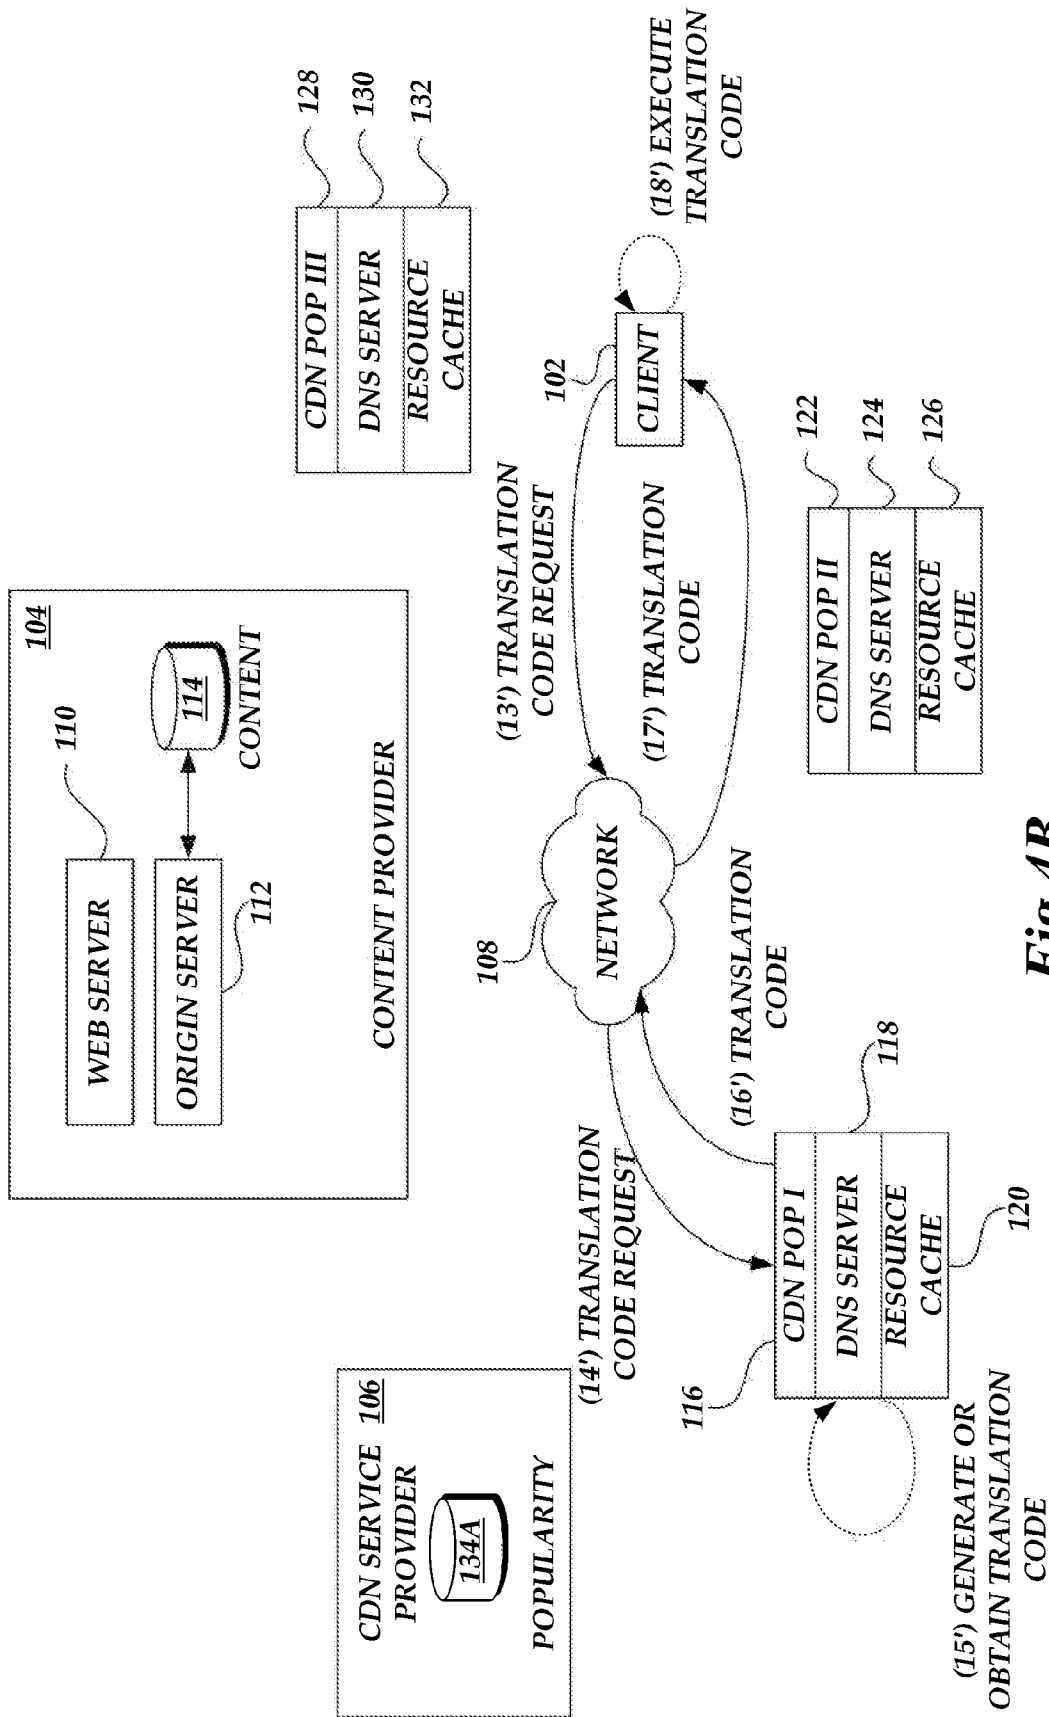 CDN SERVICE 106
PROVIDER
134A
POPULARITY
WEB SERVER
110
104
ORIGIN SERVER
114
112
CONTENT
CONTENT PROVIDER
CDN POP III
128
DNS SERVER
130
RESOURCE
CACHE
132
(13') TRANSLATION
CODE REQUEST
102
CLIENT
(18') EXECUTE
TRANSLATION
CODE
108
NETWORK
(14') TRANSLATION
CODE REQUEST
(17') TRANSLATION
CODE
(16') TRANSLATION
CODE
116
CDN POP I
DNS SERVER
118
RESOURCE
CACHE
120
(15') GENERATE OR
OBTAIN TRANSLATION
CODE
CDN POP II
122
DNS SERVER
124
RESOURCE
CACHE
126
Fig.4B.